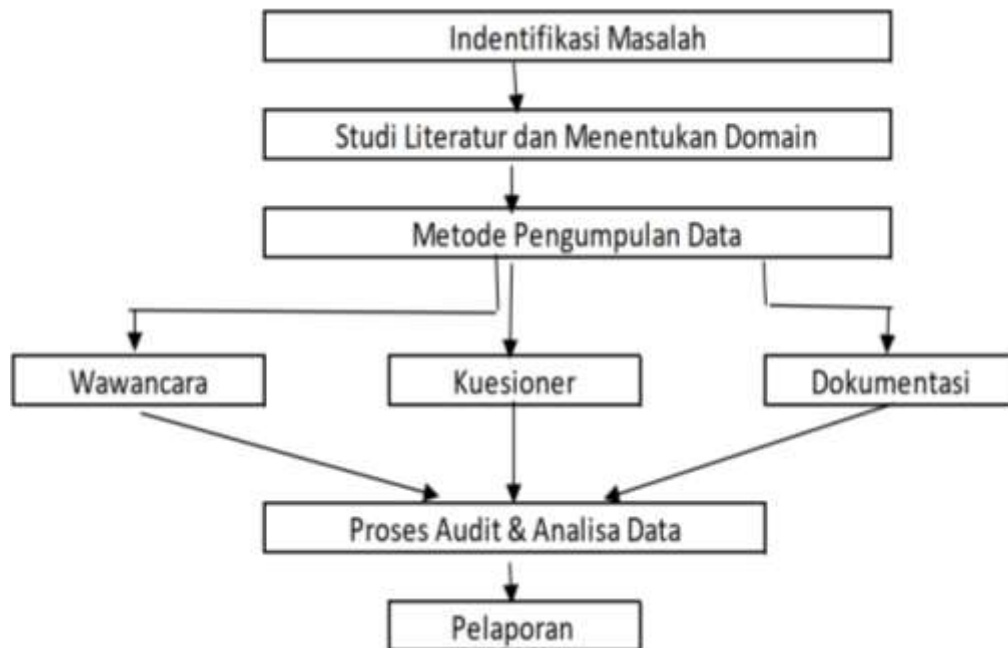 Indentifikasi Masalah
Studi Literatur dan Menentukan Domain
Metode Pengumpulan Data
Wawancara
Kuesioner
Dokumentasi
Proses Audit & Analisa Data
Pelaporan